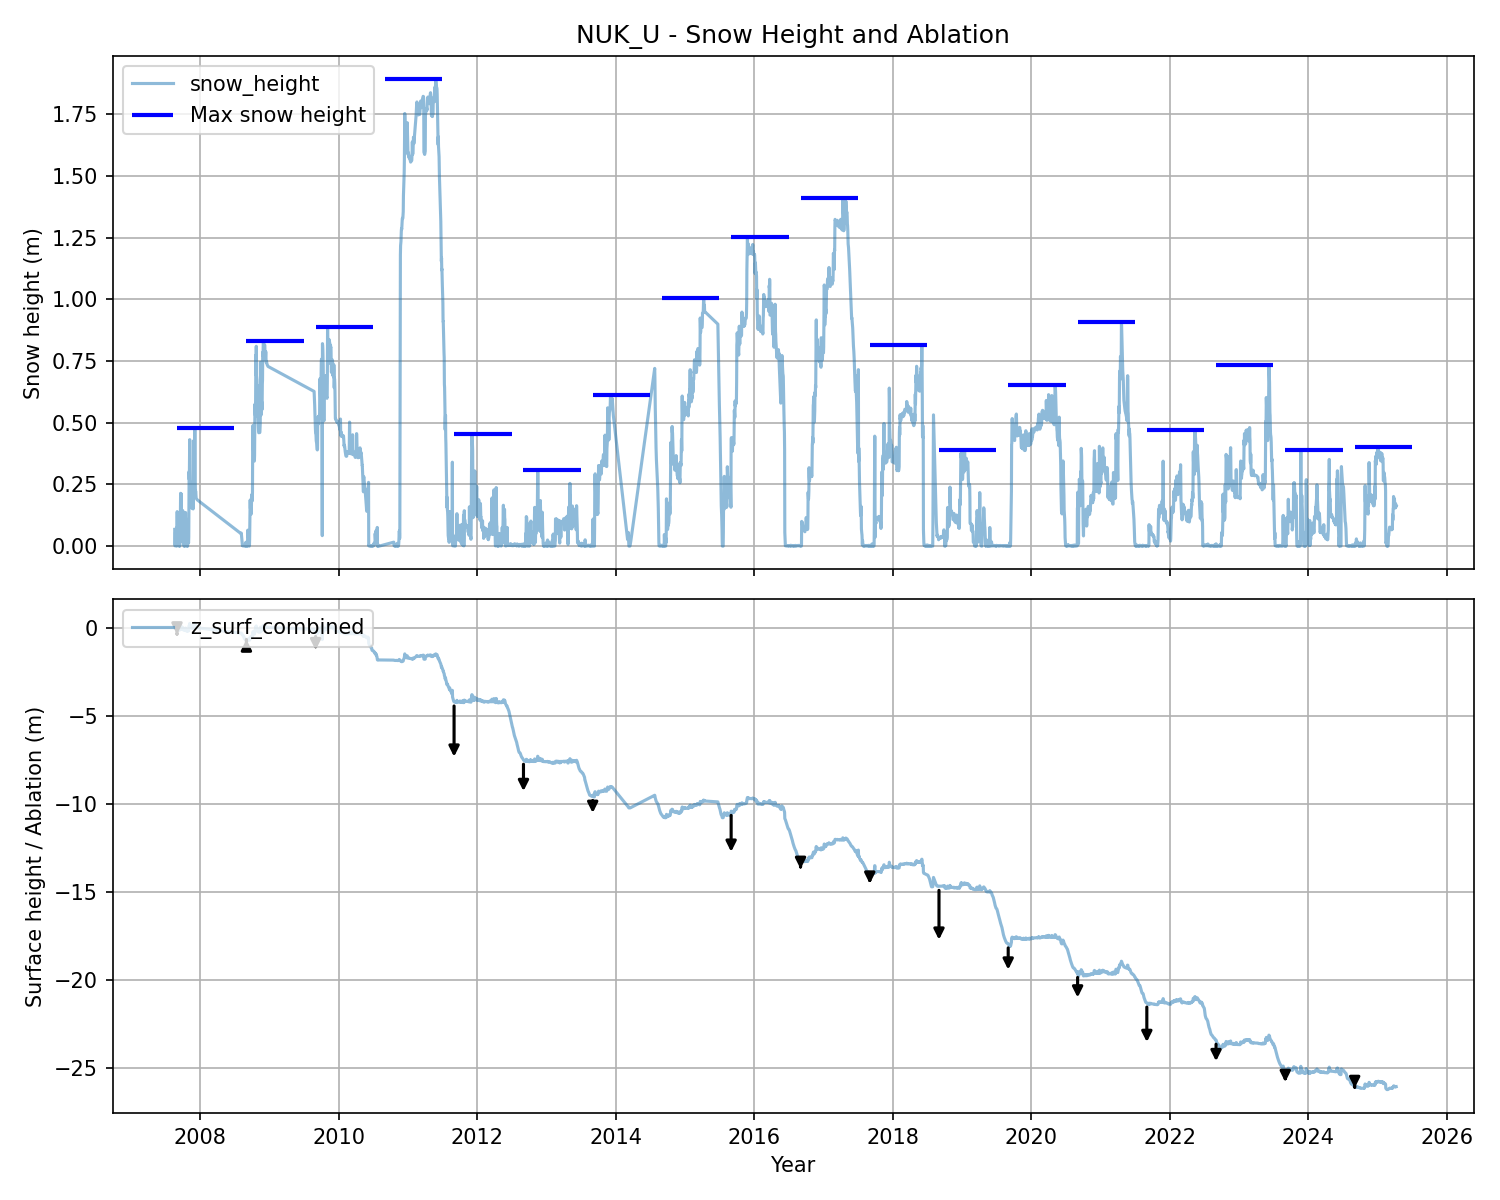 NUK_U - Snow Height and Ablation
snow_height
Max snow height
Snow height (m)
1.75
1.50
1.25
1.00
0.75
0.50
0.25
0.00
z_surf_combined
Surface height / Ablation (m)
0
−5
−10
−15
−20
−25
2008 2010 2012 2014 2016 2018 2020 2022 2024 2026
Year